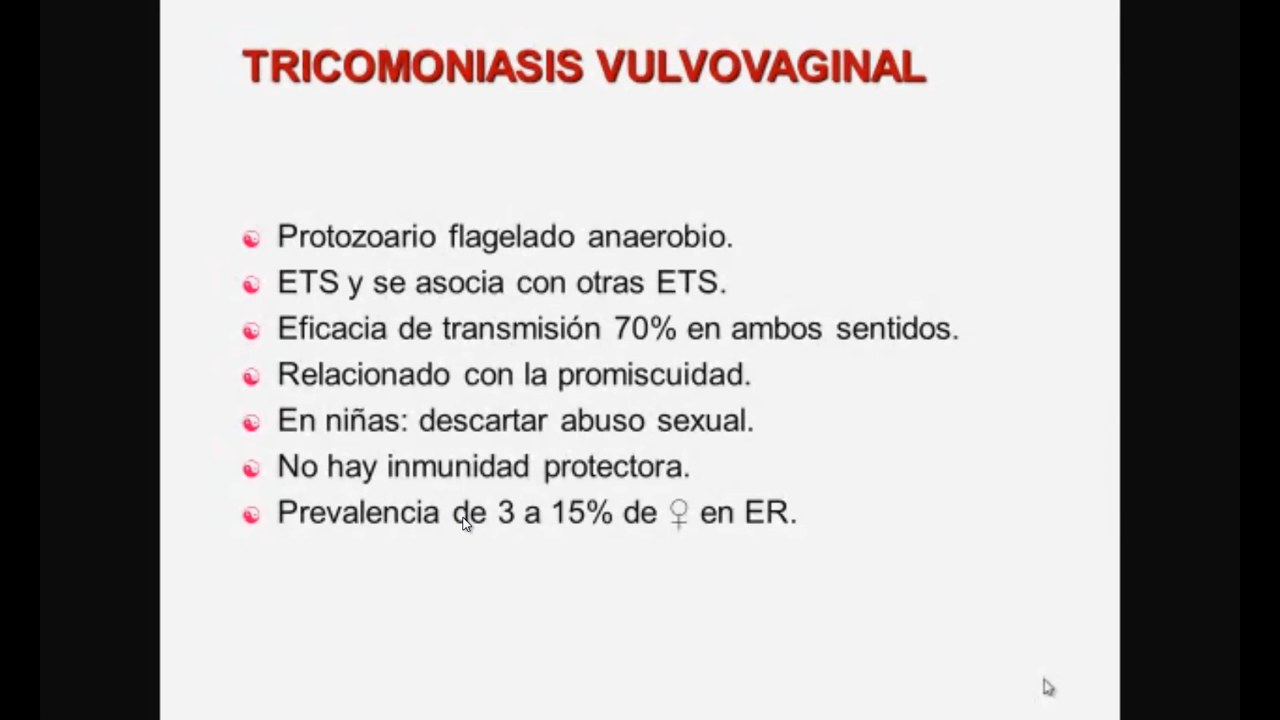 TRICOMONIASIS VULVOVAGINAL
Protozoario flagelado anaerobio.
ETS y se asocia con otras ETS.
Eficacia de transmisión 70% en ambos sentidos.
Relacionado con la promiscuidad.
En niñas: descartar abuso sexual.
No hay inmunidad protectora.
Prevalencia de 3 a 15% de ♀ en ER.